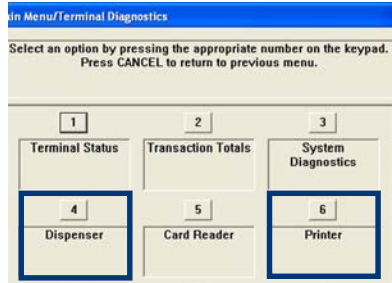 in Menu/Terminal Diagnostics
Select an option by pressing the appropriate number on the keypad.
Press CANCEL to return to previous menu.
1 2 3
Terminal Status Transaction Totals System
Diagnostics
4 5 6
Dispenser Card Reader Printer